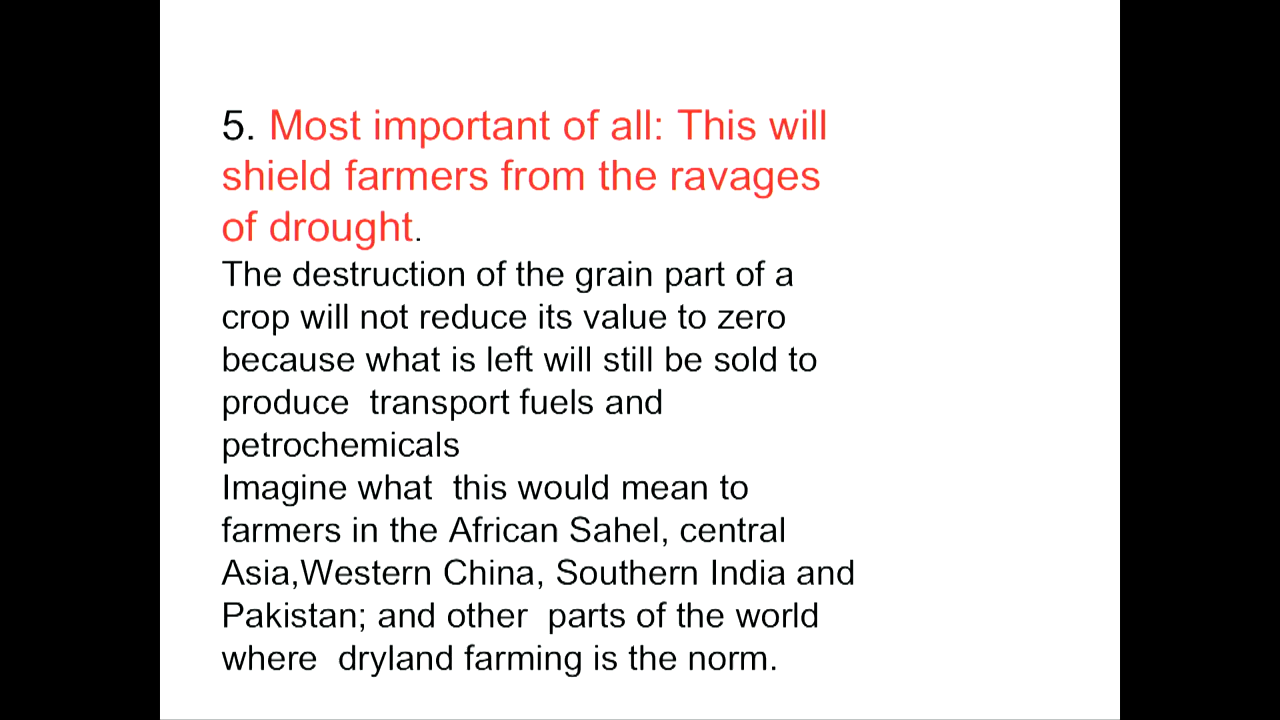 5. Most important of all: This will
shield farmers from the ravages
of drought.
The destruction of the grain part of a
crop will not reduce its value to zero
because what is left will still be sold to
produce  transport fuels and
petrochemicals
Imagine what  this would mean to
farmers in the African Sahel, central
Asia,Western China, Southern India and
Pakistan; and other  parts of the world
where  dryland farming is the norm.